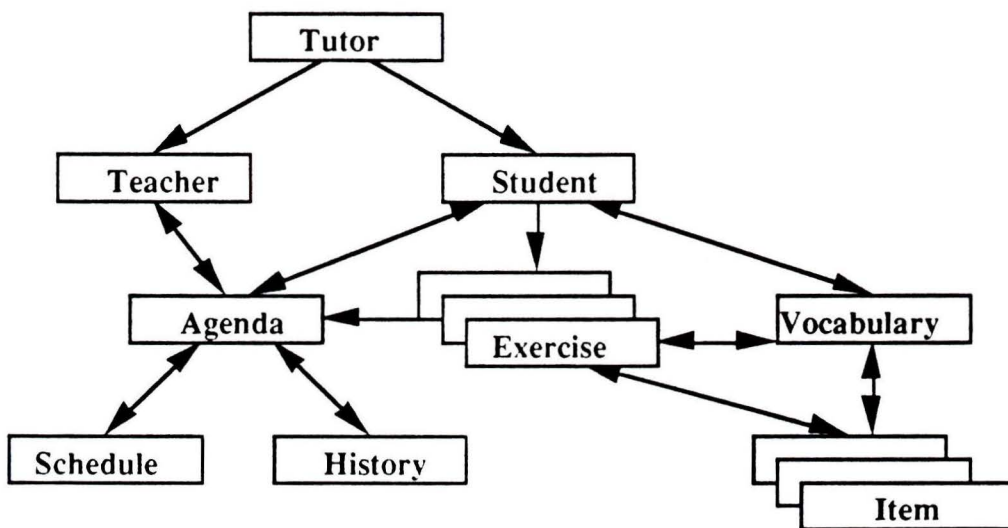 Tutor
Teacher
Student
Agenda
Exercise
Vocabulary
Schedule
History
Item